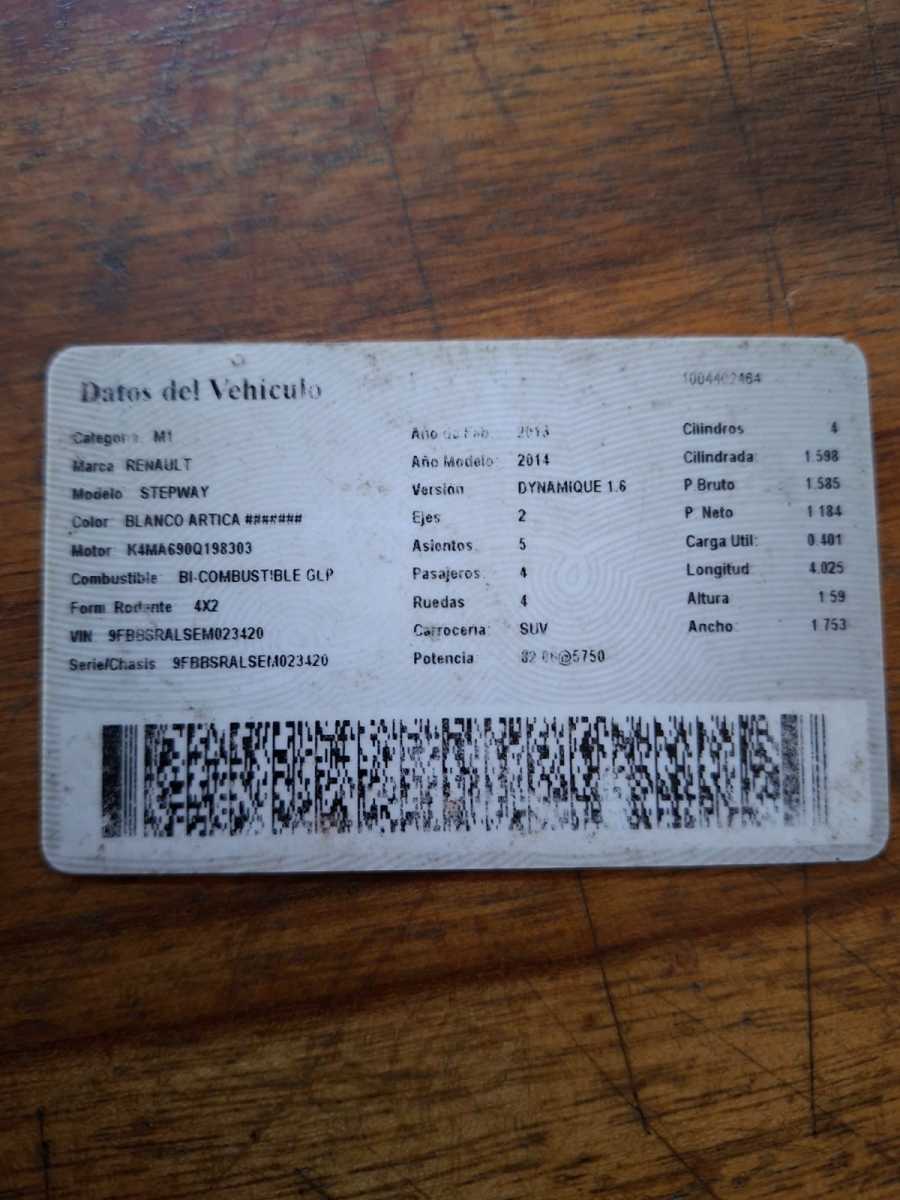 Datos del Vehiculo
Categoria M1
Marca RENAULT
Modelo STEPWAY
Color BLANCO ARTICA #######
Motor K4MA690Q198303
Combustible BI-COMBUSTIBLE GLP
Form Rodante 4X2
VIN 9FBBSRALSEM023420
Serie/Chasis 9FBBSRALSEM023420
Año de Fab. 2013
Año Modelo: 2014
Versión DYNAMIQUE 1.6
Ejes 2
Asientos 5
Pasajeros 4
Ruedas 4
Carroceria SUV
Potencia
Cilindros 4
Cilindrada 1.598
P.Bruto 1.585
P. Neto 1.184
Carga Util: 0.401
Longitud 4.025
Altura 1.59
Ancho 1.753